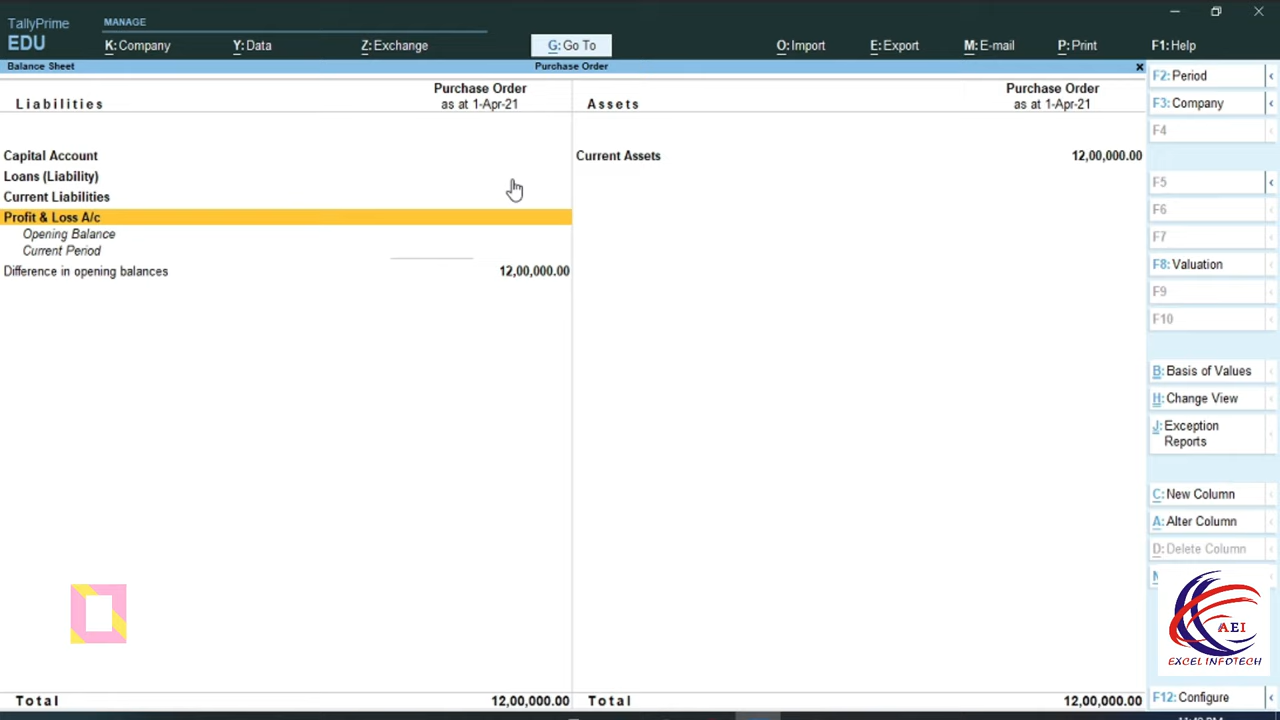 TallyPrime
EDU
MANAGE
K: Company
Y: Data
Z: Exchange
G: Go To
O: Import
E: Export
M: E-mail
P: Print
F1: Help
Balance Sheet
Purchase Order
x
Liabilities
Purchase Order
as at 1-Apr-21
Assets
Purchase Order
as at 1-Apr-21
Capital Account
Loans (Liability)
Current Liabilities
Profit & Loss A/c
Opening Balance
Current Period
Difference in opening balances 12,00,000.00
Current Assets 12,00,000.00
Total 12,00,000.00
Total 12,00,000.00
F2: Period
F3: Company
F4
F5
F6
F7
F8: Valuation
F9
F10
B: Basis of Values
H: Change View
J: Exception
Reports
C: New Column
A: Alter Column
D: Delete Column
AEI
EXCEL INFOTECH
F12: Configure